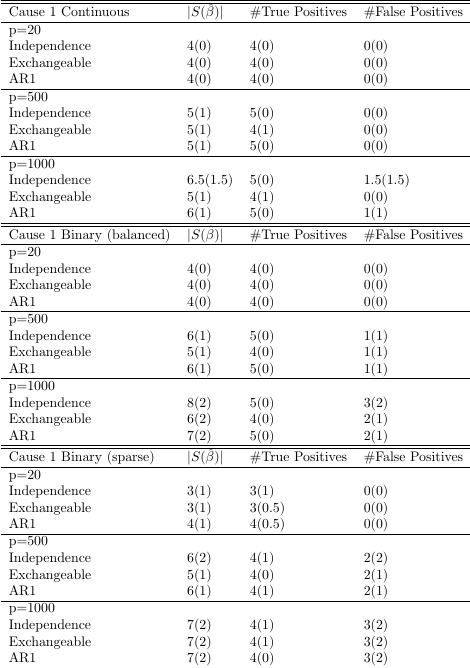 Cause 1 Continuous |S(β̂)| #True Positives #False Positives
p=20
Independence 4(0) 4(0) 0(0)
Exchangeable 4(0) 4(0) 0(0)
AR1 4(0) 4(0) 0(0)
p=500
Independence 5(1) 5(0) 0(0)
Exchangeable 5(1) 4(1) 0(0)
AR1 5(1) 5(0) 0(0)
p=1000
Independence 6.5(1.5) 5(0) 1.5(1.5)
Exchangeable 5(1) 4(1) 0(0)
AR1 6(1) 5(0) 1(1)
Cause 1 Binary (balanced) |S(β̂)| #True Positives #False Positives
p=20
Independence 4(0) 4(0) 0(0)
Exchangeable 4(0) 4(0) 0(0)
AR1 4(0) 4(0) 0(0)
p=500
Independence 6(1) 5(0) 1(1)
Exchangeable 5(1) 4(0) 1(1)
AR1 6(1) 5(0) 1(1)
p=1000
Independence 8(2) 5(0) 3(2)
Exchangeable 6(2) 4(0) 2(1)
AR1 7(2) 5(0) 2(1)
Cause 1 Binary (sparse) |S(β̂)| #True Positives #False Positives
p=20
Independence 3(1) 3(1) 0(0)
Exchangeable 3(1) 3(0.5) 0(0)
AR1 4(1) 4(0.5) 0(0)
p=500
Independence 6(2) 4(1) 2(2)
Exchangeable 5(1) 4(0) 2(1)
AR1 6(1) 4(1) 2(1)
p=1000
Independence 7(2) 4(1) 3(2)
Exchangeable 7(2) 4(1) 3(2)
AR1 7(2) 4(0) 3(2)